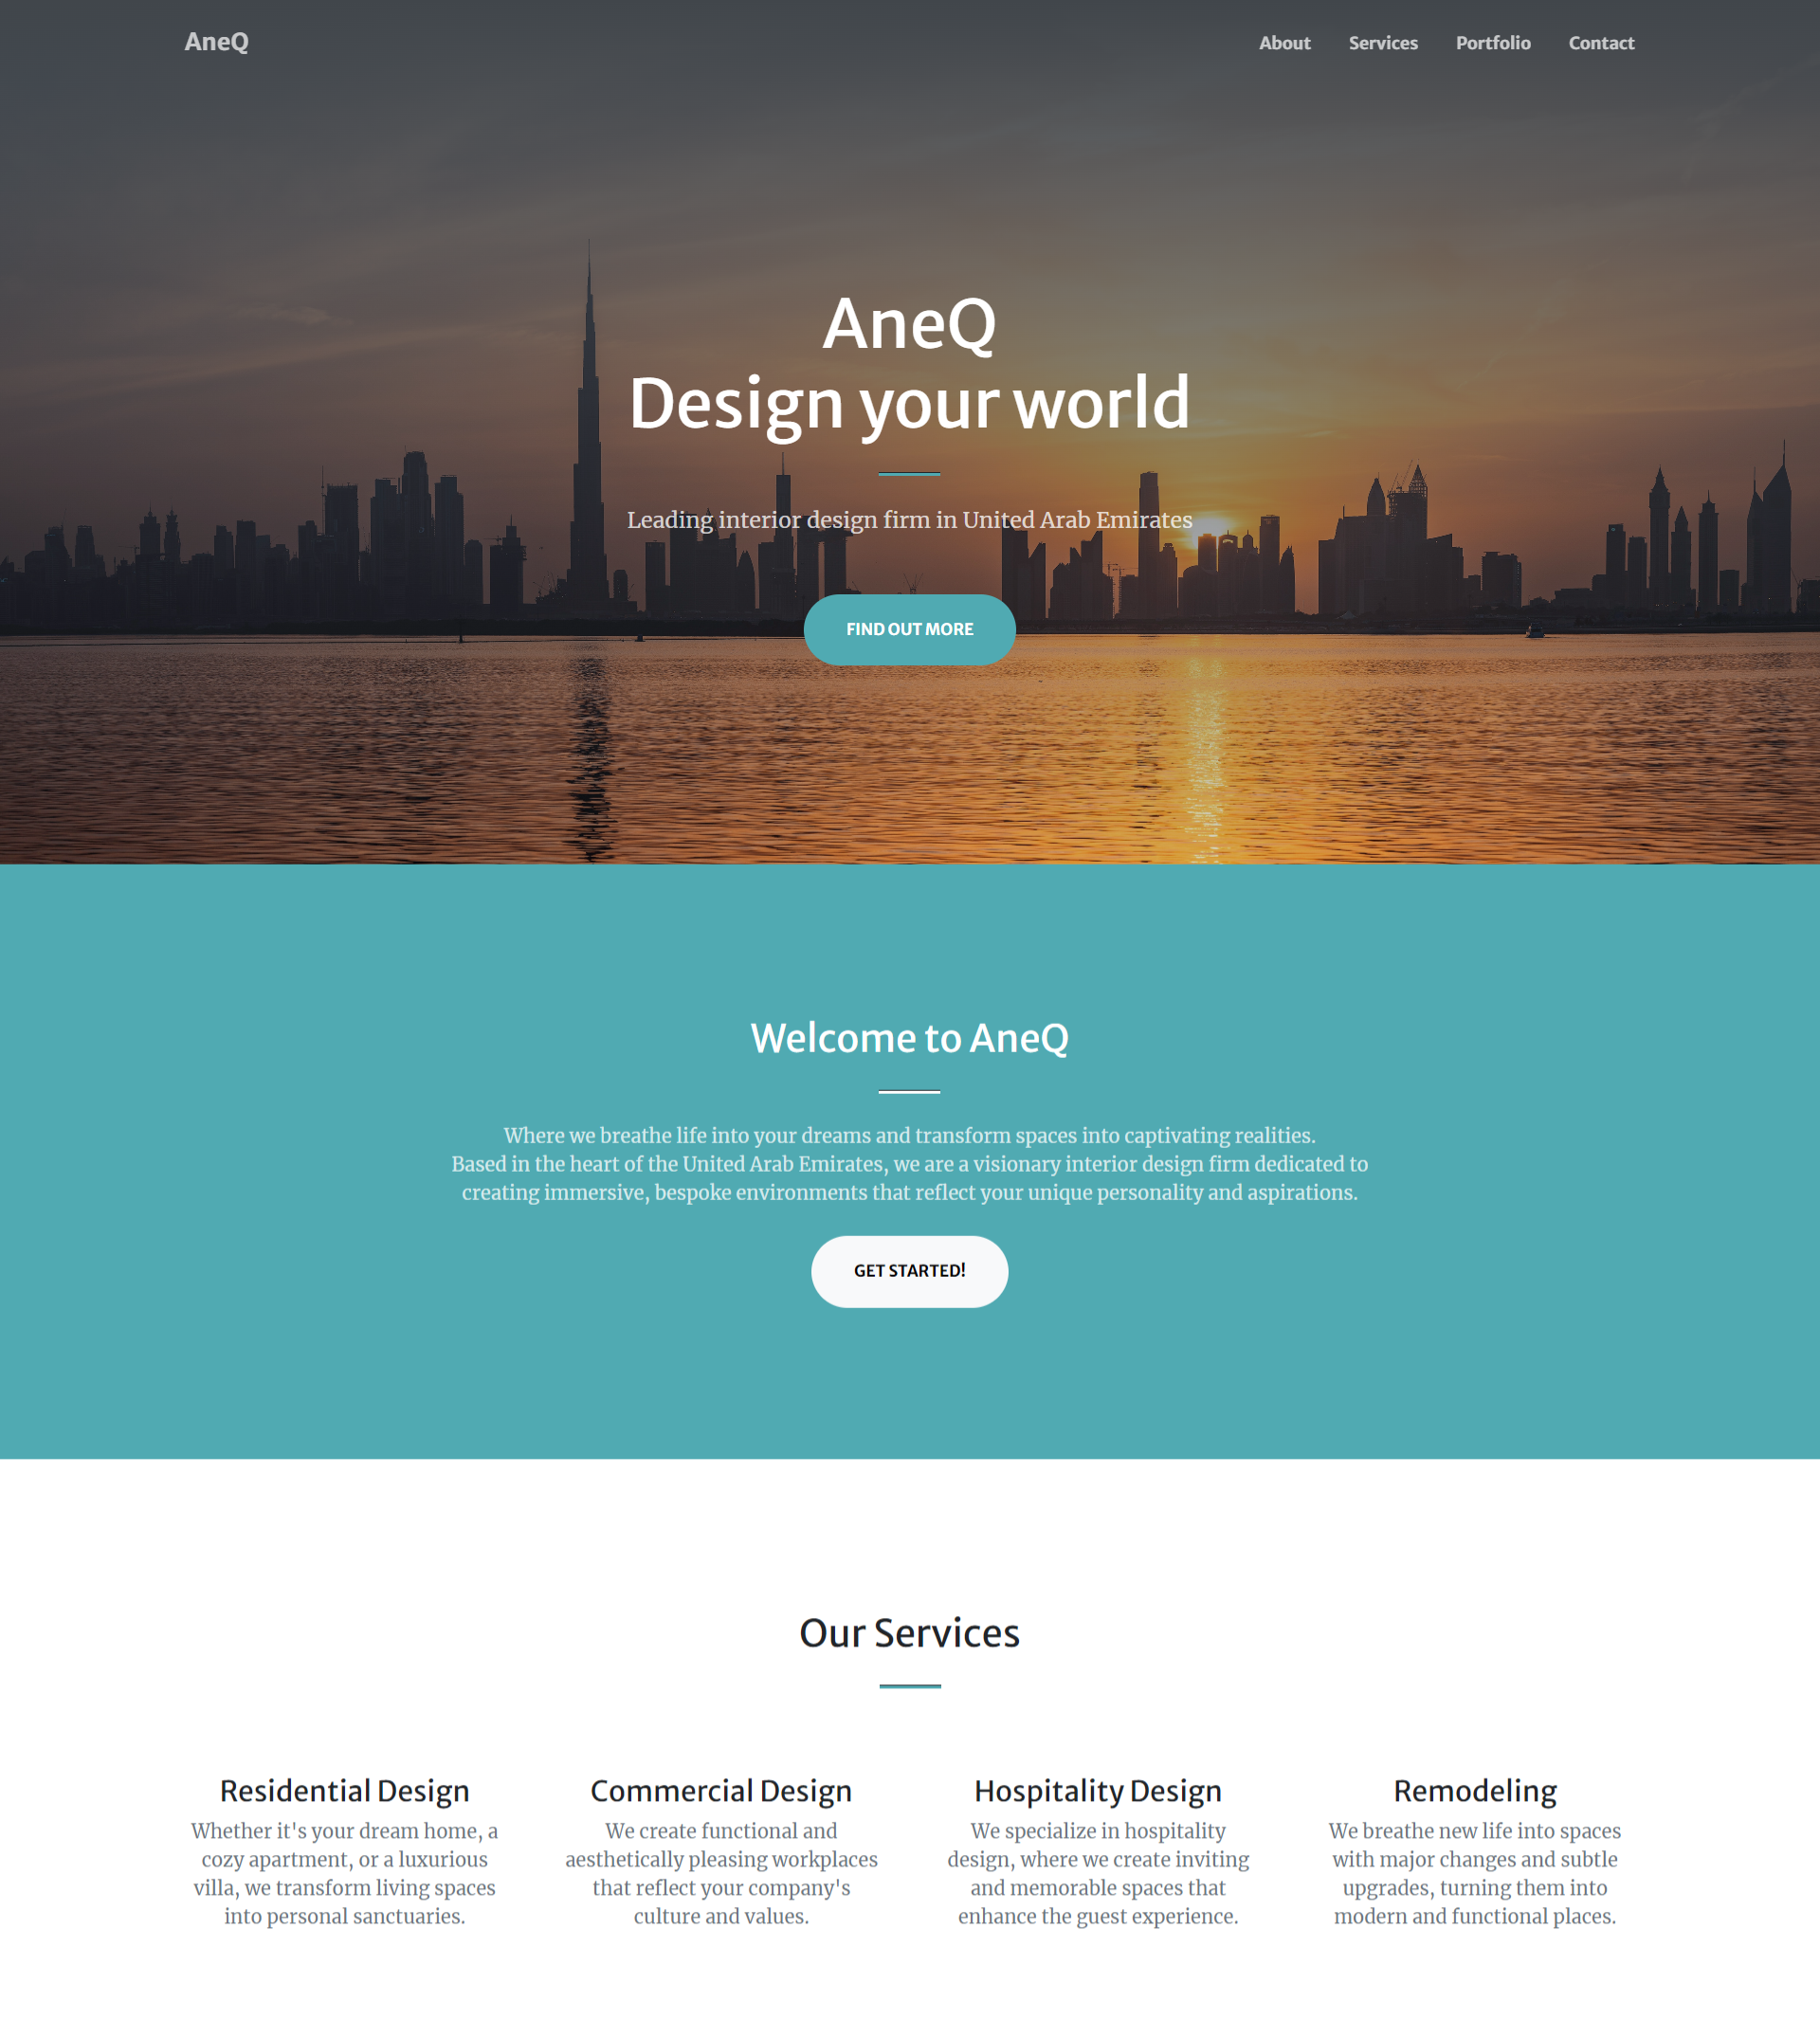 AneQ
About Services Portfolio Contact
AneQ
Design your world
Leading interior design firm in United Arab Emirates
FIND OUT MORE
Welcome to AneQ
Where we breathe life into your dreams and transform spaces into captivating realities.
Based in the heart of the United Arab Emirates, we are a visionary interior design firm dedicated to
creating immersive, bespoke environments that reflect your unique personality and aspirations.
GET STARTED!
Our Services
Residential Design
Whether it's your dream home, a
cozy apartment, or a luxurious
villa, we transform living spaces
into personal sanctuaries.
Commercial Design
We create functional and
aesthetically pleasing workplaces
that reflect your company's
culture and values.
Hospitality Design
We specialize in hospitality
design, where we create inviting
and memorable spaces that
enhance the guest experience.
Remodeling
We breathe new life into spaces
with major changes and subtle
upgrades, turning them into
modern and functional places.